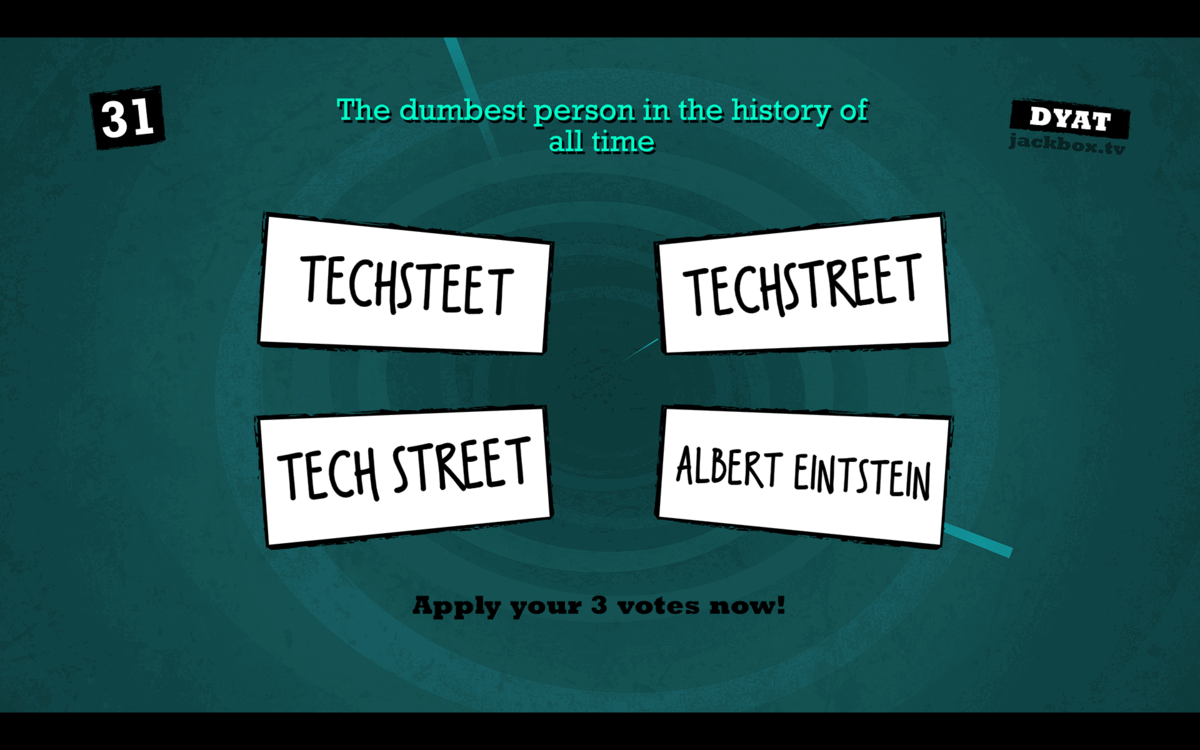 31
The dumbest person in the history of
all time
DYAT
jackbox.tv
TECHSTEET
TECHSTREET
TECH STREET
ALBERT EINTSTEIN
Apply your 3 votes now!